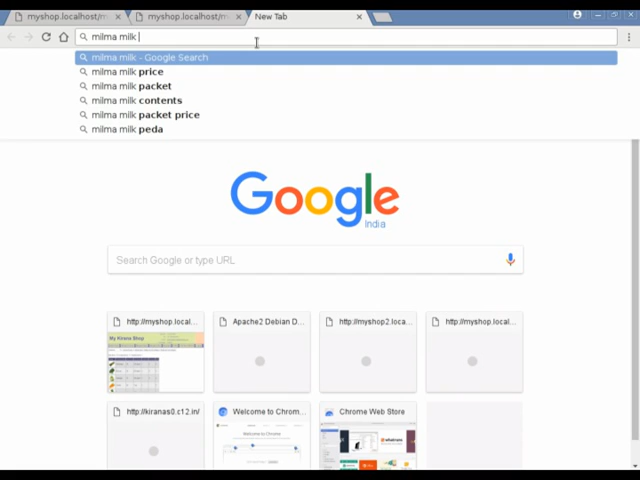 myshop.localhost/m
myshop.localhost/m
New Tab
milma milk
milma milk - Google Search
milma milk price
milma milk packet
milma milk contents
milma milk packet price
milma milk peda
Google
India
Search Google or type URL
http://myshop.local...
Apache2 Debian D...
http://myshop2.loca...
http://myshop.local...
My Kirana Shop
http://kiranas0.c12.in/
Welcome to Chrom...
Chrome Web Store
Welcome to Chrome